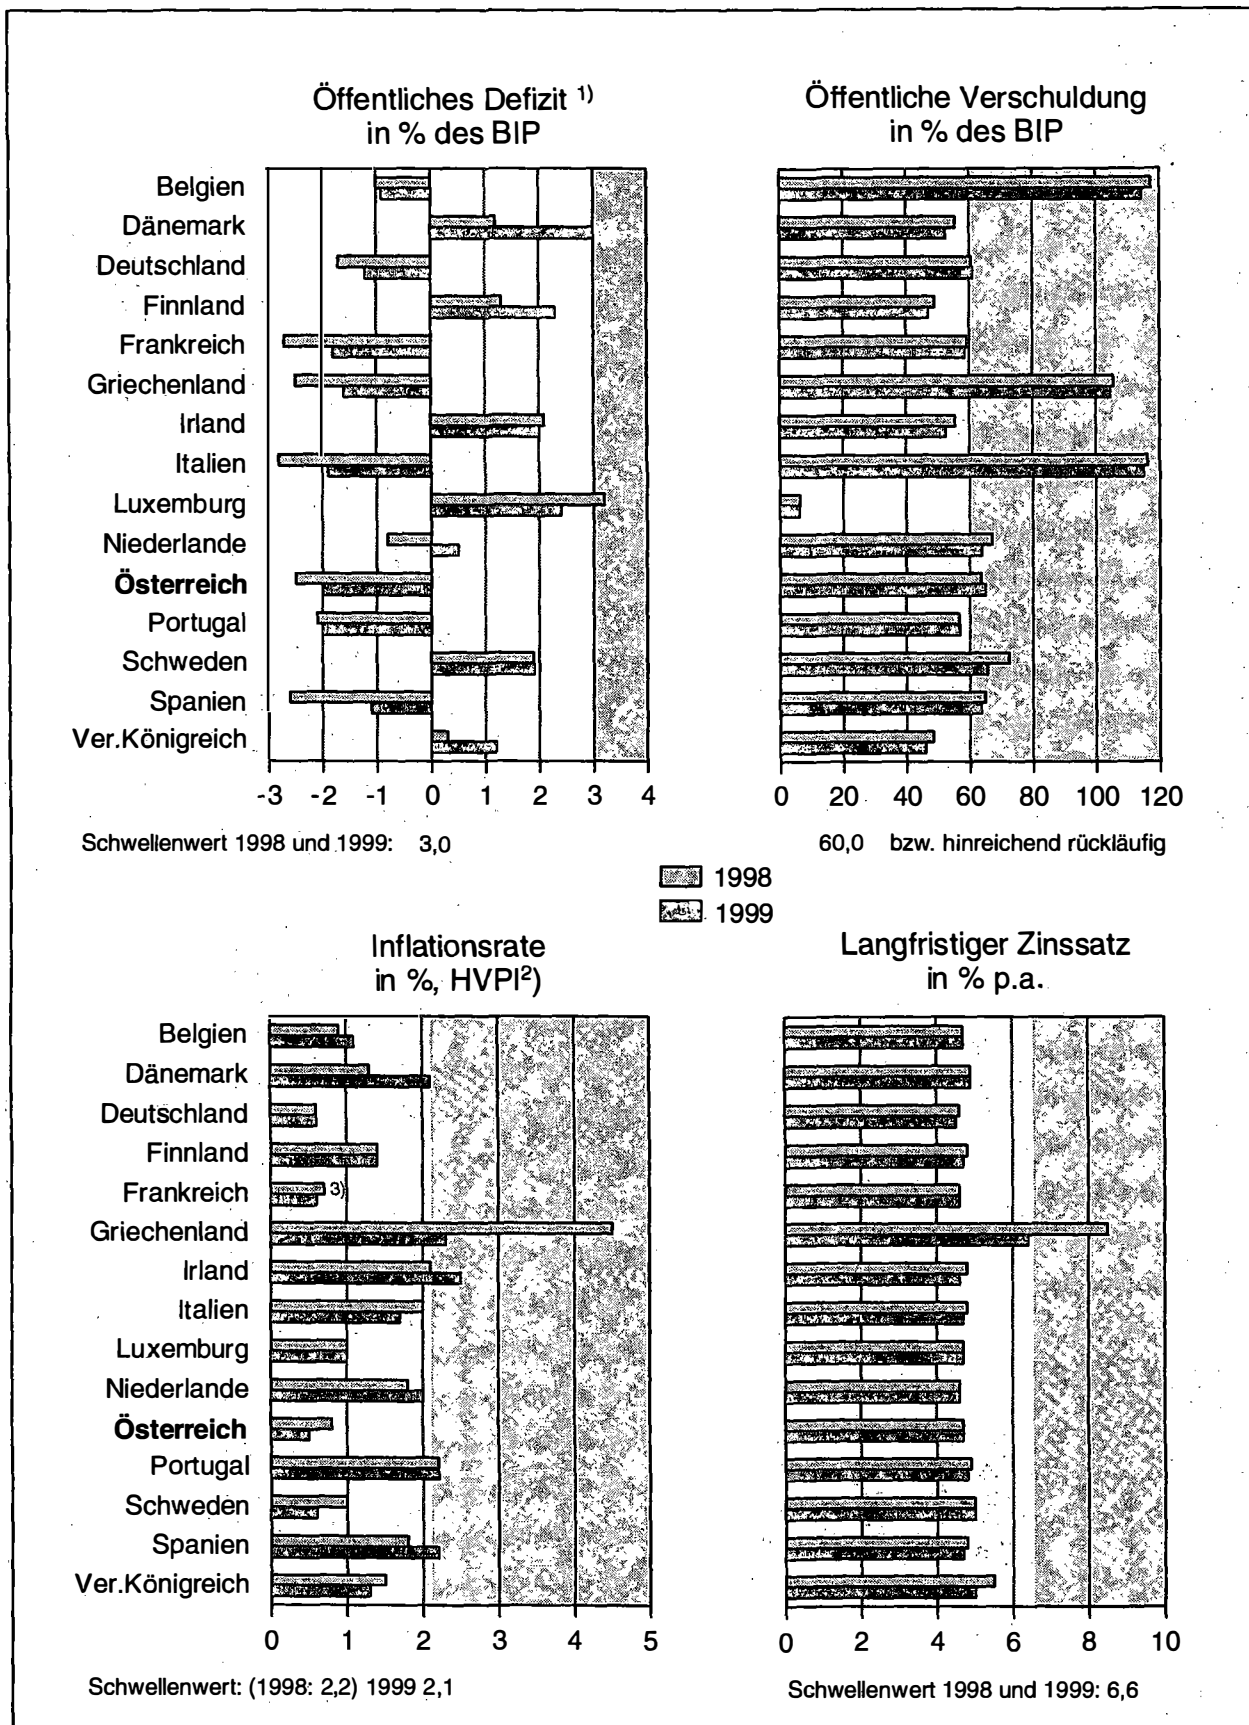 Öffentliches Defizit 1)
in % des BIP
Öffentliche Verschuldung
in % des BIP
Belgien
Dänemark
Deutschland
Finnland
Frankreich
Griechenland
Irland
Italien
Luxemburg
Niederlande
Österreich
Portugal
Schweden
Spanien
Ver.Königreich
-3 -2 -1 0 1 2 3 4
0 20 40 60 80 100 120
Schwellenwert 1998 und 1999: 3,0
60,0 bzw. hinreichend rückläufig
1998
1999
Inflationsrate
in %, HVPI2)
Langfristiger Zinssatz
in % p.a.
Belgien
Dänemark
Deutschland
Finnland
Frankreich 3)
Griechenland
Irland
Italien
Luxemburg
Niederlande
Österreich
Portugal
Schweden
Spanien
Ver.Königreich
0 1 2 3 4 5
0 2 4 6 8 10
Schwellenwert: (1998: 2,2) 1999 2,1
Schwellenwert 1998 und 1999: 6,6